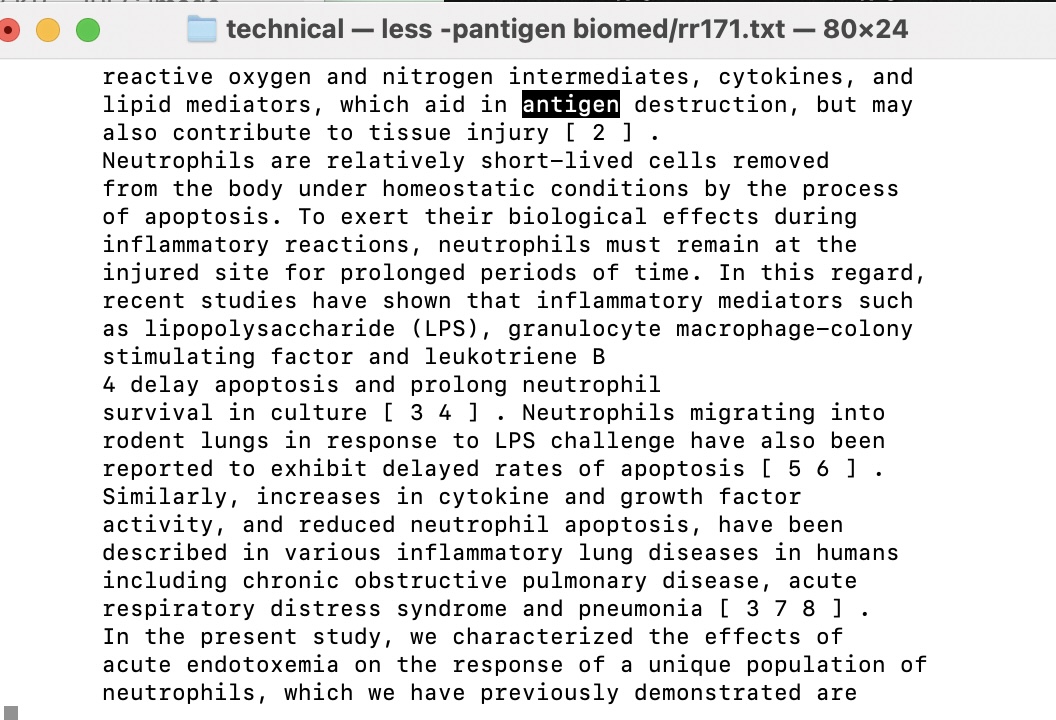 technical — less -pantigen biomed/rr171.txt — 80×24
reactive oxygen and nitrogen intermediates, cytokines, and
lipid mediators, which aid in antigen destruction, but may
also contribute to tissue injury [ 2 ] .
Neutrophils are relatively short-lived cells removed
from the body under homeostatic conditions by the process
of apoptosis. To exert their biological effects during
inflammatory reactions, neutrophils must remain at the
injured site for prolonged periods of time. In this regard,
recent studies have shown that inflammatory mediators such
as lipopolysaccharide (LPS), granulocyte macrophage-colony
stimulating factor and leukotriene B
4 delay apoptosis and prolong neutrophil
survival in culture [ 3 4 ] . Neutrophils migrating into
rodent lungs in response to LPS challenge have also been
reported to exhibit delayed rates of apoptosis [ 5 6 ] .
Similarly, increases in cytokine and growth factor
activity, and reduced neutrophil apoptosis, have been
described in various inflammatory lung diseases in humans
including chronic obstructive pulmonary disease, acute
respiratory distress syndrome and pneumonia [ 3 7 8 ] .
In the present study, we characterized the effects of
acute endotoxemia on the response of a unique population of
neutrophils, which we have previously demonstrated are